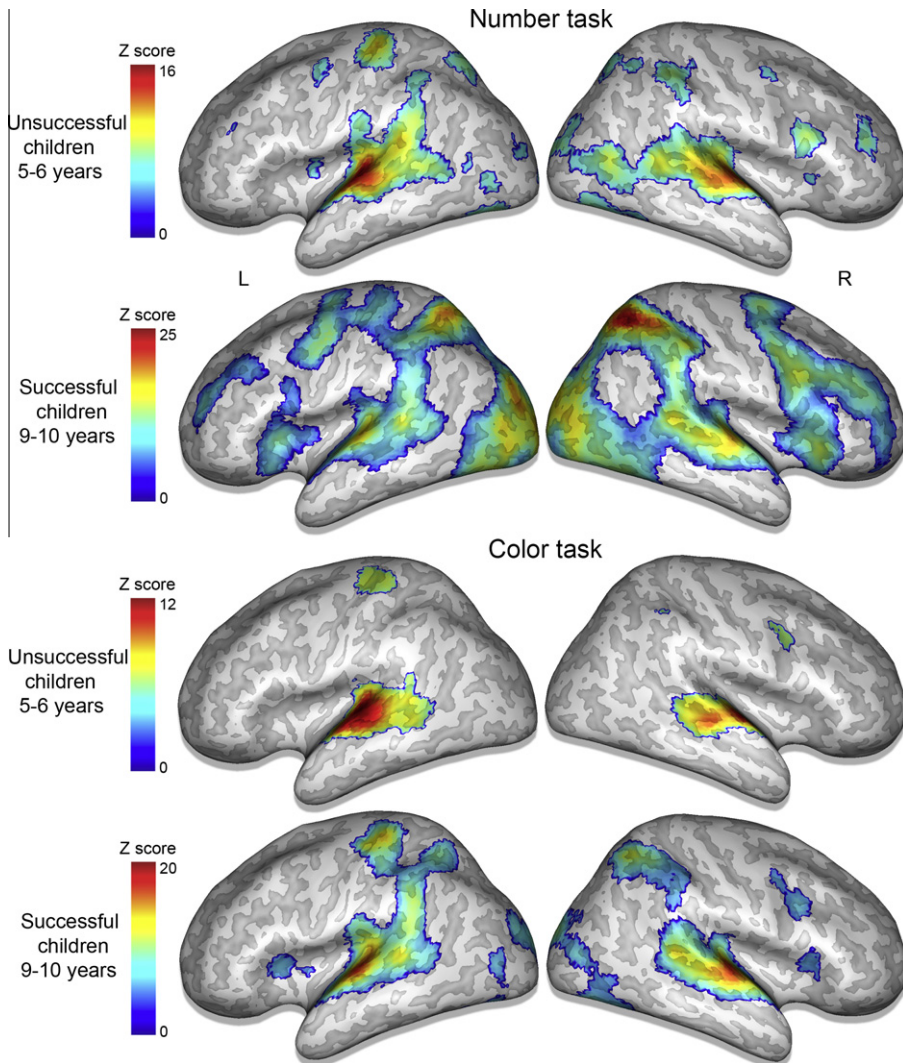 Number task
Z score
16
Unsuccessful
children
5-6 years
0
L
R
Z score
25
Successful
children
9-10 years
0
Color task
Z score
12
Unsuccessful
children
5-6 years
0
Z score
20
Successful
children
9-10 years
0